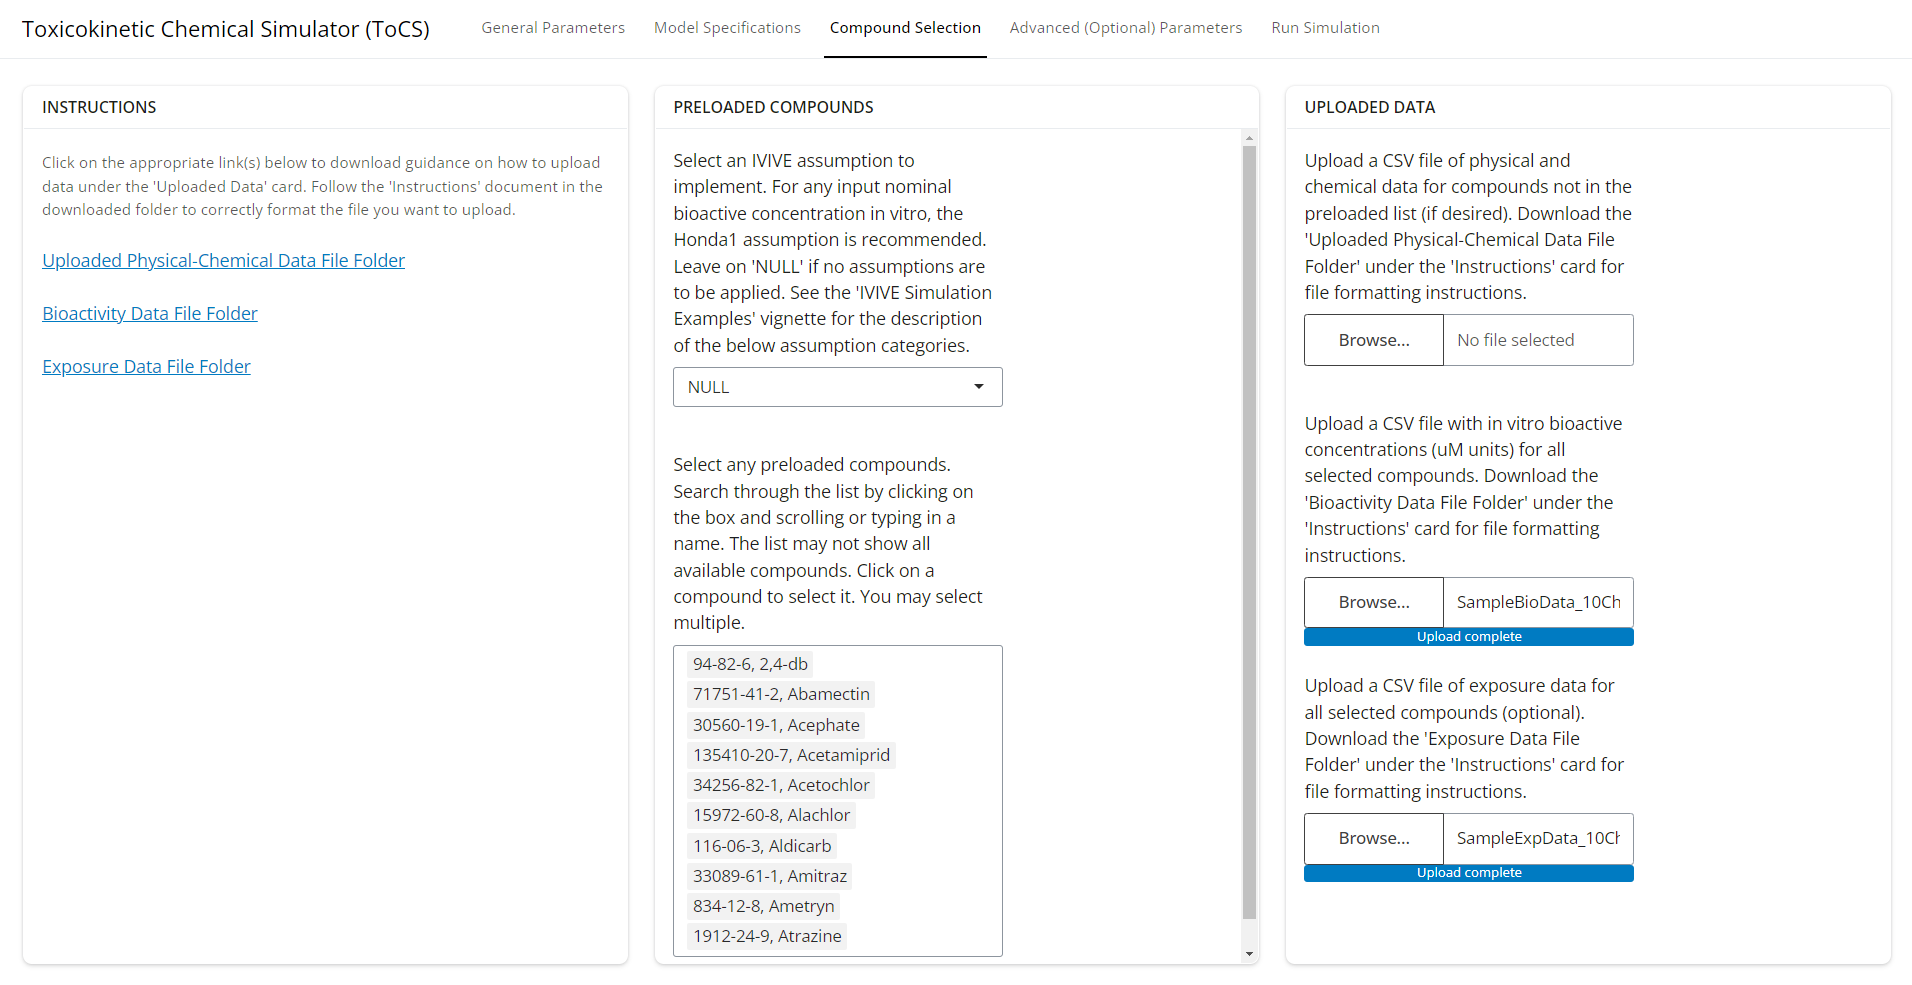 Toxicokinetic Chemical Simulator (ToCS)
General Parameters
Model Specifications
Compound Selection
Advanced (Optional) Parameters
Run Simulation
INSTRUCTIONS
Click on the appropriate link(s) below to download guidance on how to upload
data under the 'Uploaded Data' card. Follow the 'Instructions' document in the
downloaded folder to correctly format the file you want to upload.
Uploaded Physical-Chemical Data File Folder
Bioactivity Data File Folder
Exposure Data File Folder
PRELOADED COMPOUNDS
Select an IVIVE assumption to
implement. For any input nominal
bioactive concentration in vitro, the
Honda1 assumption is recommended.
Leave on 'NULL' if no assumptions are
to be applied. See the 'IVIVE Simulation
Examples' vignette for the description
of the below assumption categories.
NULL
Select any preloaded compounds.
Search through the list by clicking on
the box and scrolling or typing in a
name. The list may not show all
available compounds. Click on a
compound to select it. You may select
multiple.
94-82-6, 2,4-db
71751-41-2, Abamectin
30560-19-1, Acephate
135410-20-7, Acetamiprid
34256-82-1, Acetochlor
15972-60-8, Alachlor
116-06-3, Aldicarb
33089-61-1, Amitraz
834-12-8, Ametryn
1912-24-9, Atrazine
UPLOADED DATA
Upload a CSV file of physical and
chemical data for compounds not in the
preloaded list (if desired). Download the
'Uploaded Physical-Chemical Data File
Folder' under the 'Instructions' card for
file formatting instructions.
Browse... No file selected
Upload a CSV file with in vitro bioactive
concentrations (uM units) for all
selected compounds. Download the
'Bioactivity Data File Folder' under the
'Instructions' card for file formatting
instructions.
Browse... SampleBioData_10Ch
Upload complete
Upload a CSV file of exposure data for
all selected compounds (optional).
Download the 'Exposure Data File
Folder' under the 'Instructions' card for
file formatting instructions.
Browse... SampleExpData_10Ch
Upload complete